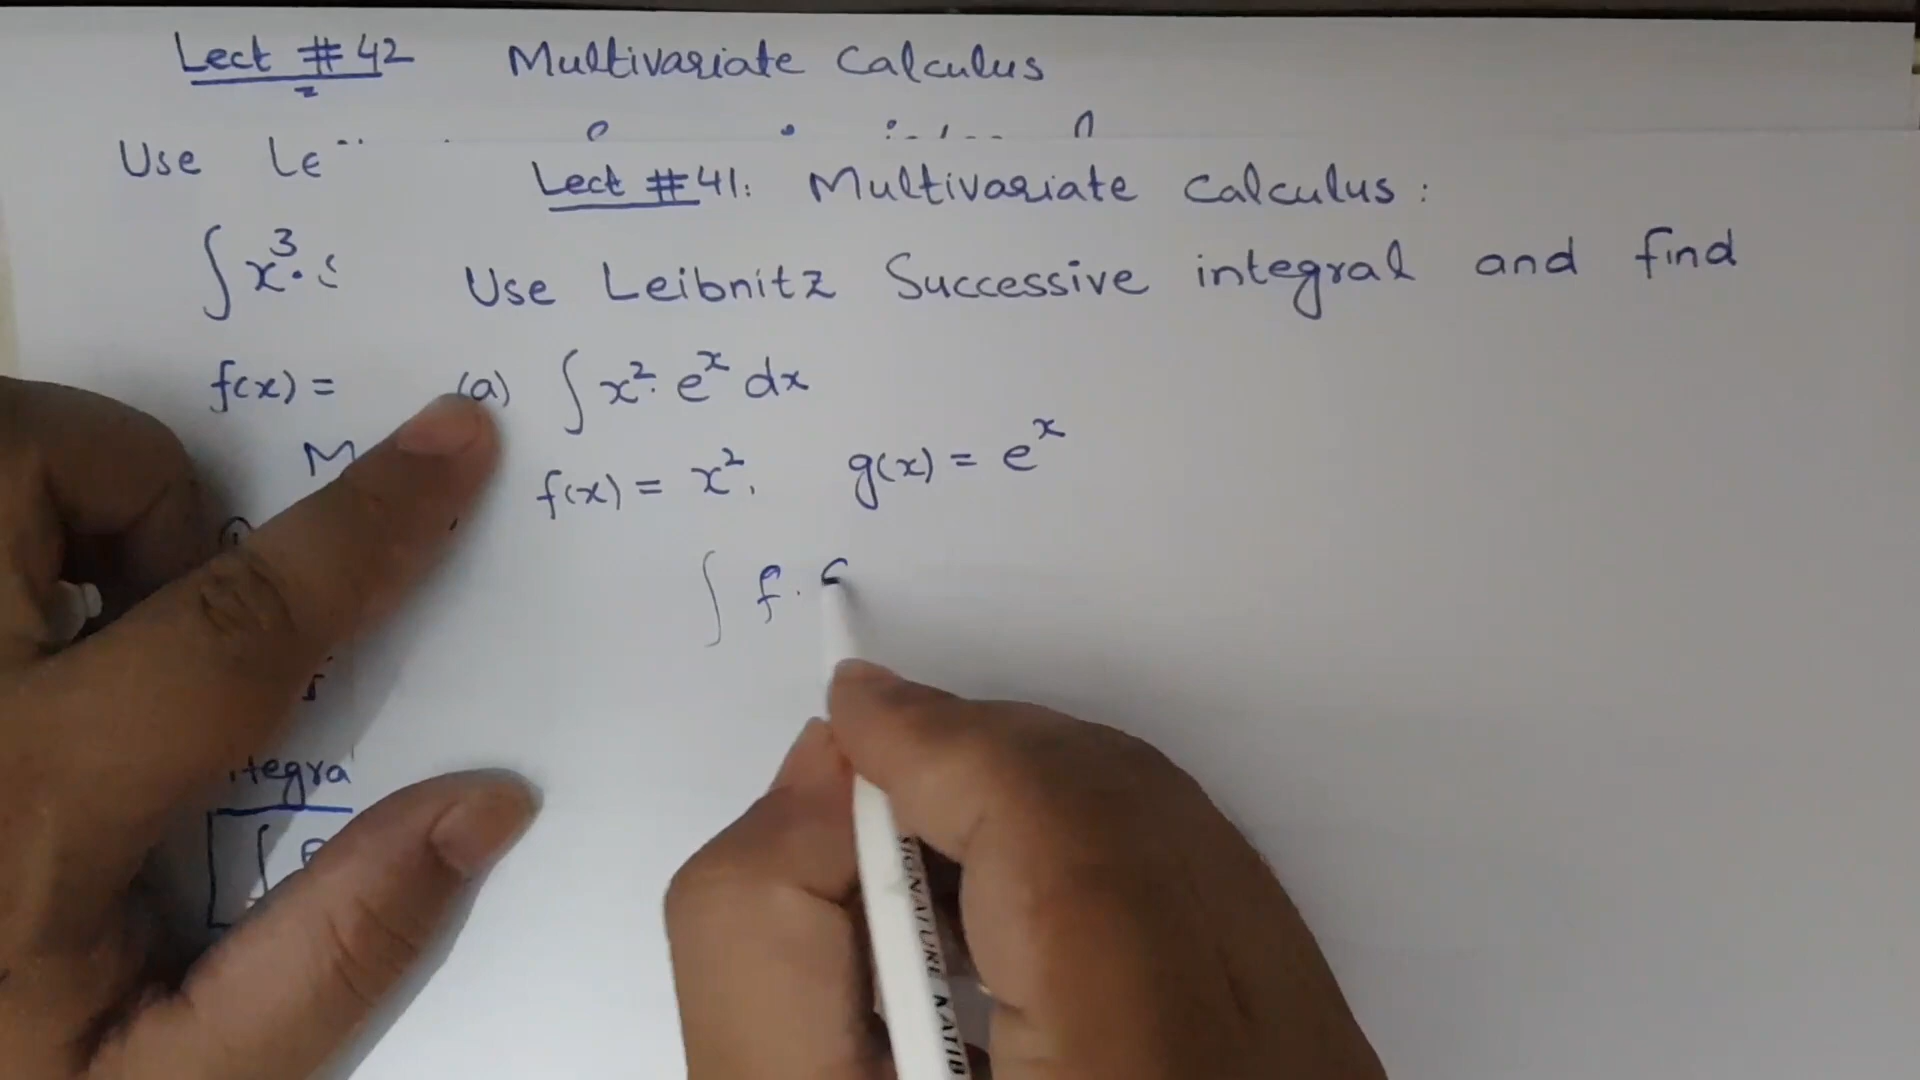 Lect #42 Multivariate Calculus
Use Le
Lect #41: Multivariate Calculus:
∫ x³.
Use Leibnitz Successive integral and find
f(x) =
(a) ∫ x². eˣ dx
f(x) = x², g(x) = eˣ
∫ f.
tegra
∫
SIGNATURE